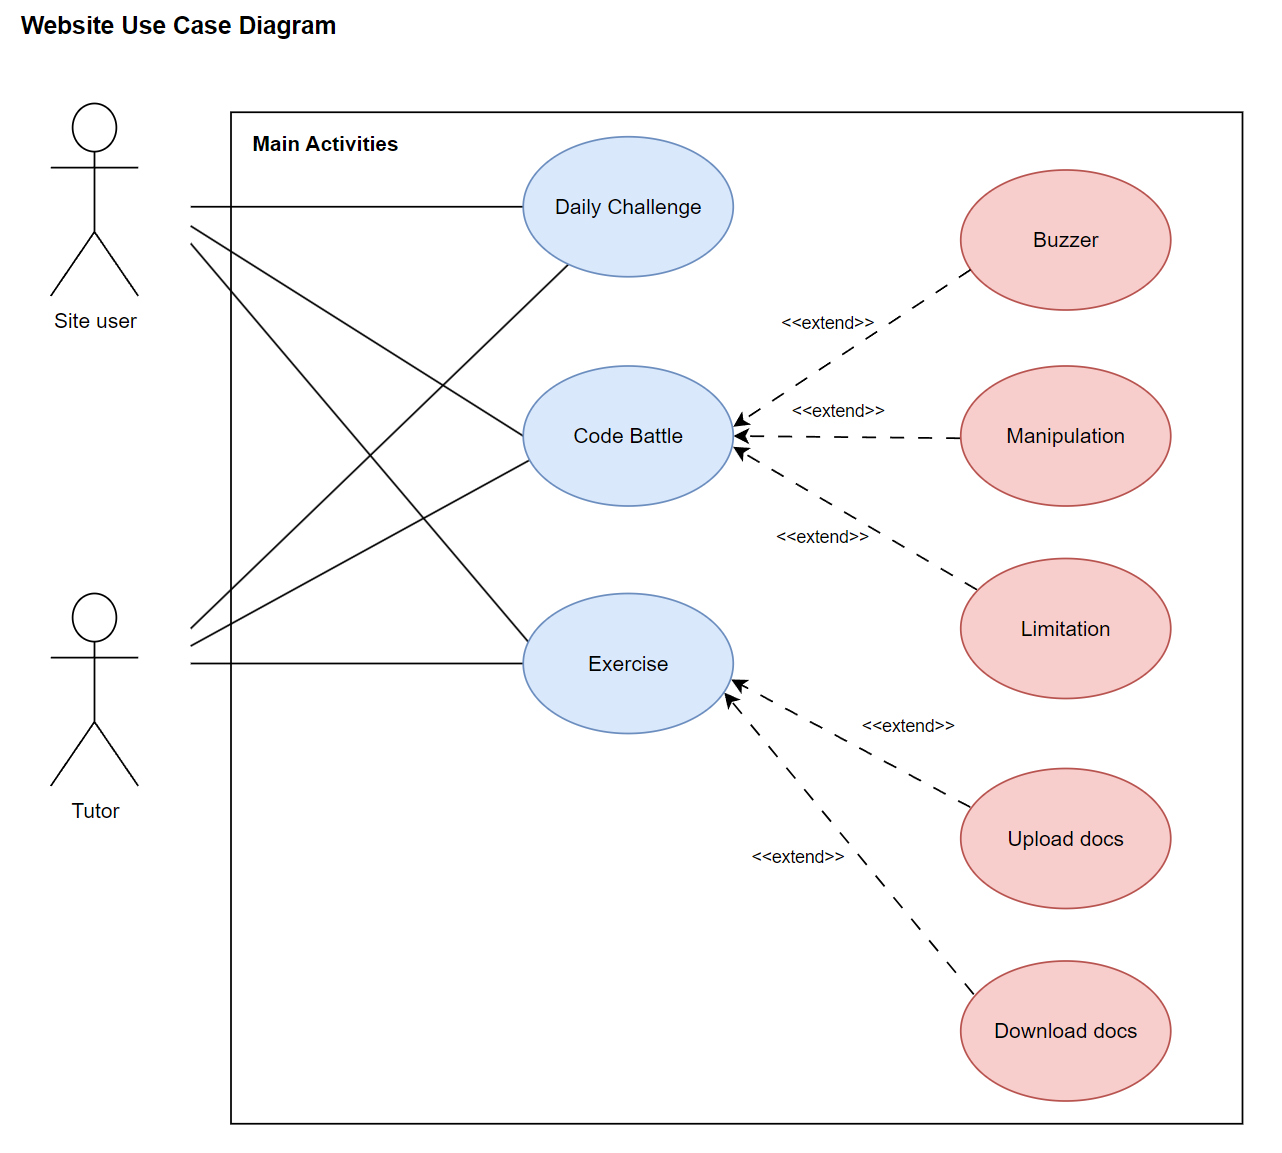 Website Use Case Diagram
Main Activities
Daily Challenge
Buzzer
Site user
<<extend>>
<<extend>>
Code Battle
Manipulation
<<extend>>
Limitation
Exercise
<<extend>>
Tutor
Upload docs
<<extend>>
Download docs